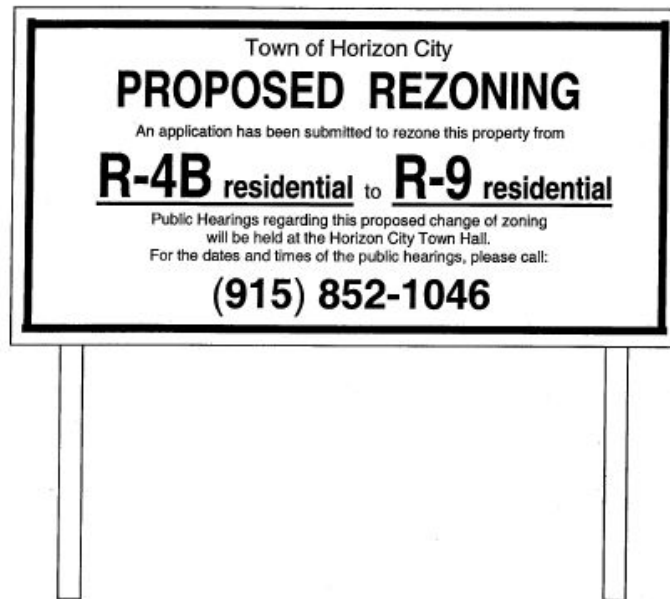 Town of Horizon City
PROPOSED REZONING
An application has been submitted to rezone this property from
R-4B residential to R-9 residential
Public Hearings regarding this proposed change of zoning
will be held at the Horizon City Town Hall.
For the dates and times of the public hearings, please call:
(915) 852-1046